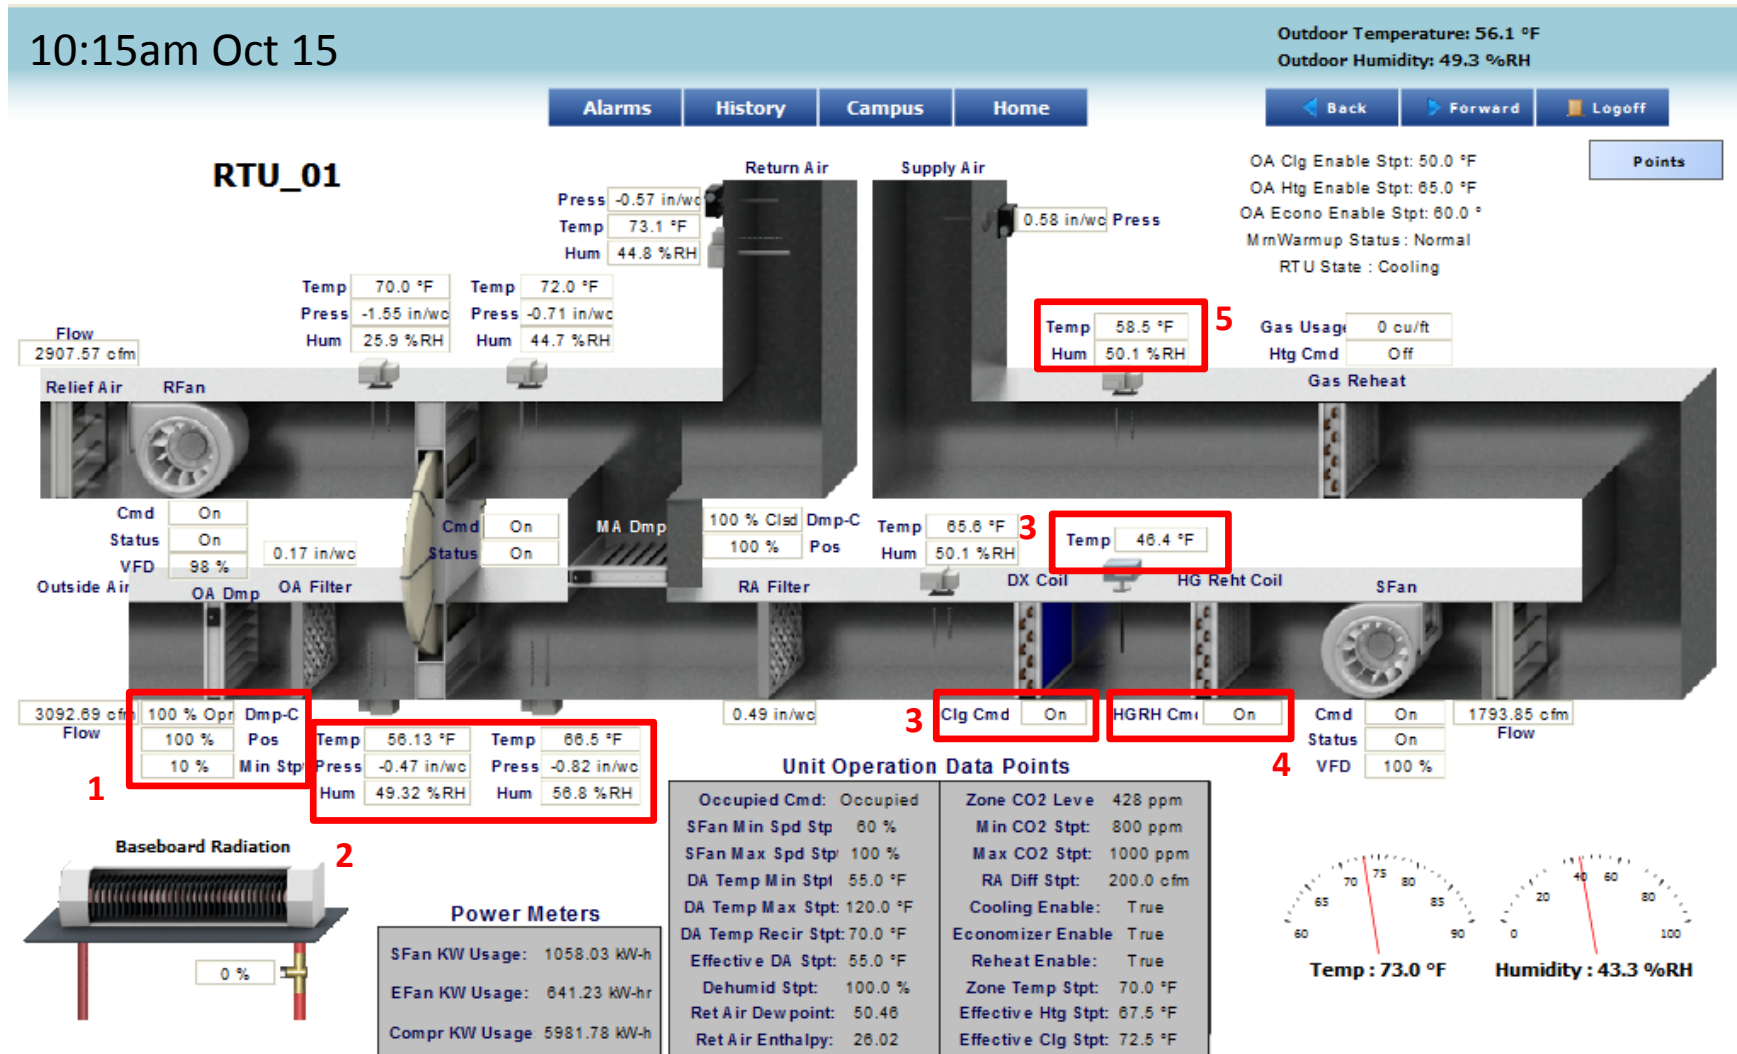 10:15am Oct 15
Outdoor Temperature: 56.1 °F
Outdoor Humidity: 49.3 %RH
Alarms
History
Campus
Home
Back
Forward
Logoff
RTU_01
Return Air
Supply Air
OA Clg Enable Stpt: 50.0 °F
OA Htg Enable Stpt: 65.0 °F
OA Econo Enable Stpt: 60.0 °
MrnWarmup Status : Normal
RTU State : Cooling
Points
Press -0.57 in/wc
Temp 73.1 °F
Hum 44.8 %RH
0.58 in/wc Press
Temp 70.0 °F
Press -1.55 in/wc
Hum 25.9 %RH
Temp 72.0 °F
Press -0.71 in/wc
Hum 44.7 %RH
Flow
2907.57 cfm
Temp 58.5 °F
Hum 50.1 %RH
5
Gas Usage 0 cu/ft
Htg Cmd Off
Relief Air
RFan
Gas Reheat
Cmd On
Status On
VFD 98 %
0.17 in/wc
Cmd On
Status On
MA Dmp
100 % Clsd Dmp-C
100 % Pos
Temp 65.6 °F
Hum 50.1 %RH
3
Temp 46.4 °F
Outside Air
OA Dmp
OA Filter
RA Filter
DX Coil
HG Reht Coil
SFan
3092.69 cfm
Flow
100 % Opn Dmp-C
100 % Pos
10 % Min Stp
1
Temp 56.13 °F
Press -0.47 in/wc
Hum 49.32 %RH
Temp 66.5 °F
Press -0.82 in/wc
Hum 56.8 %RH
2
0.49 in/wc
3
Clg Cmd On
HGRH Cm On
4
Cmd On
Status On
VFD 100 %
1793.85 cfm
Flow
Unit Operation Data Points
Occupied Cmd: Occupied
SFan Min Spd Stp 60 %
SFan Max Spd Stp 100 %
DA Temp Min Stpt 55.0 °F
DA Temp Max Stpt: 120.0 °F
DA Temp Recir Stpt: 70.0 °F
Effective DA Stpt: 55.0 °F
Dehumid Stpt: 100.0 %
Ret Air Dewpoint: 50.46
Ret Air Enthalpy: 26.02
Zone CO2 Leve 428 ppm
Min CO2 Stpt: 800 ppm
Max CO2 Stpt: 1000 ppm
RA Diff Stpt: 200.0 cfm
Cooling Enable: True
Economizer Enable: True
Reheat Enable: True
Zone Temp Stpt: 70.0 °F
Effective Htg Stpt: 67.5 °F
Effective Clg Stpt: 72.5 °F
Baseboard Radiation
0 %
Power Meters
SFan KW Usage: 1058.03 kW-h
EFan KW Usage: 641.23 kW-hr
Compr KW Usage 5981.78 kW-h
60 65 70 75 80 85 90
Temp : 73.0 °F
0 20 40 60 80 100
Humidity : 43.3 %RH